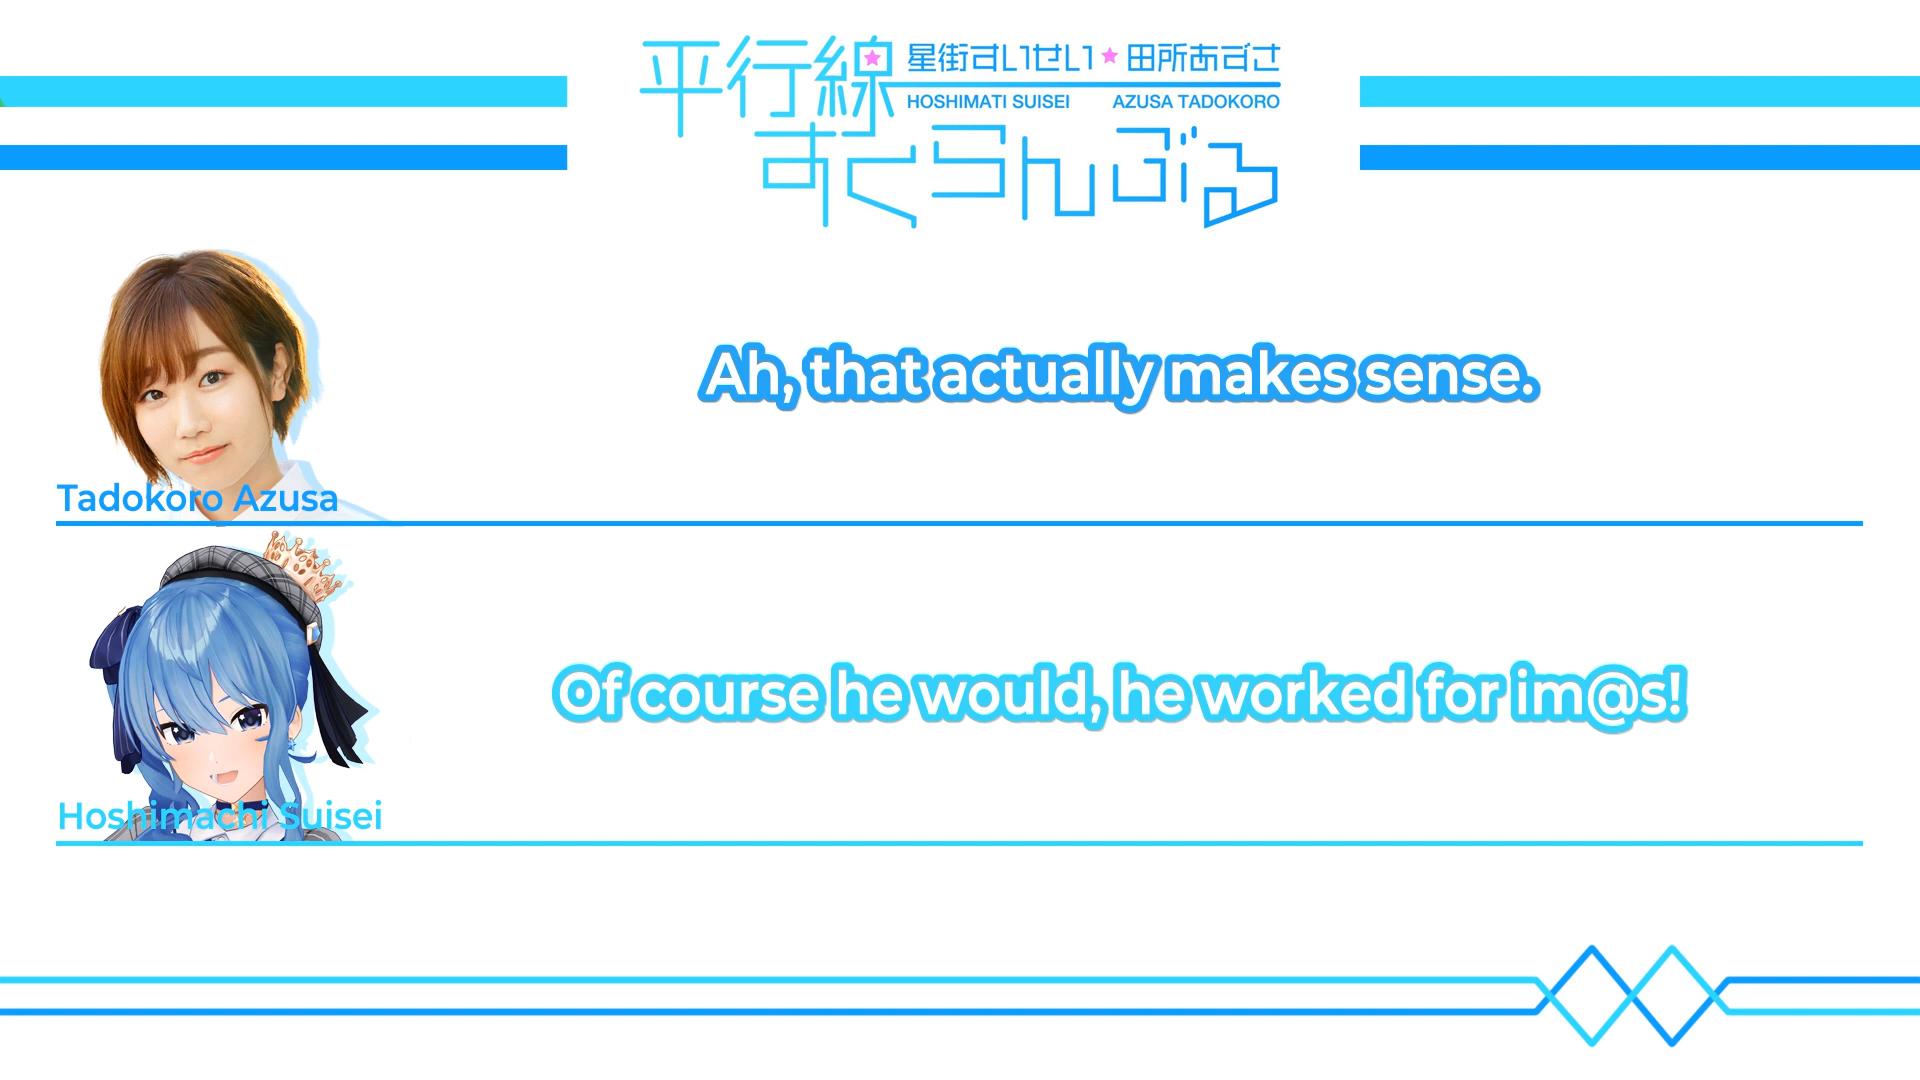 平行線
星街すいせい★田所あずさ
HOSHIMATI SUISEI AZUSA TADOKORO
すくらんぶる
Ah, that actually makes sense.
Tadokoro Azusa
Of course he would, he worked for im@s!
Hoshimachi Suisei